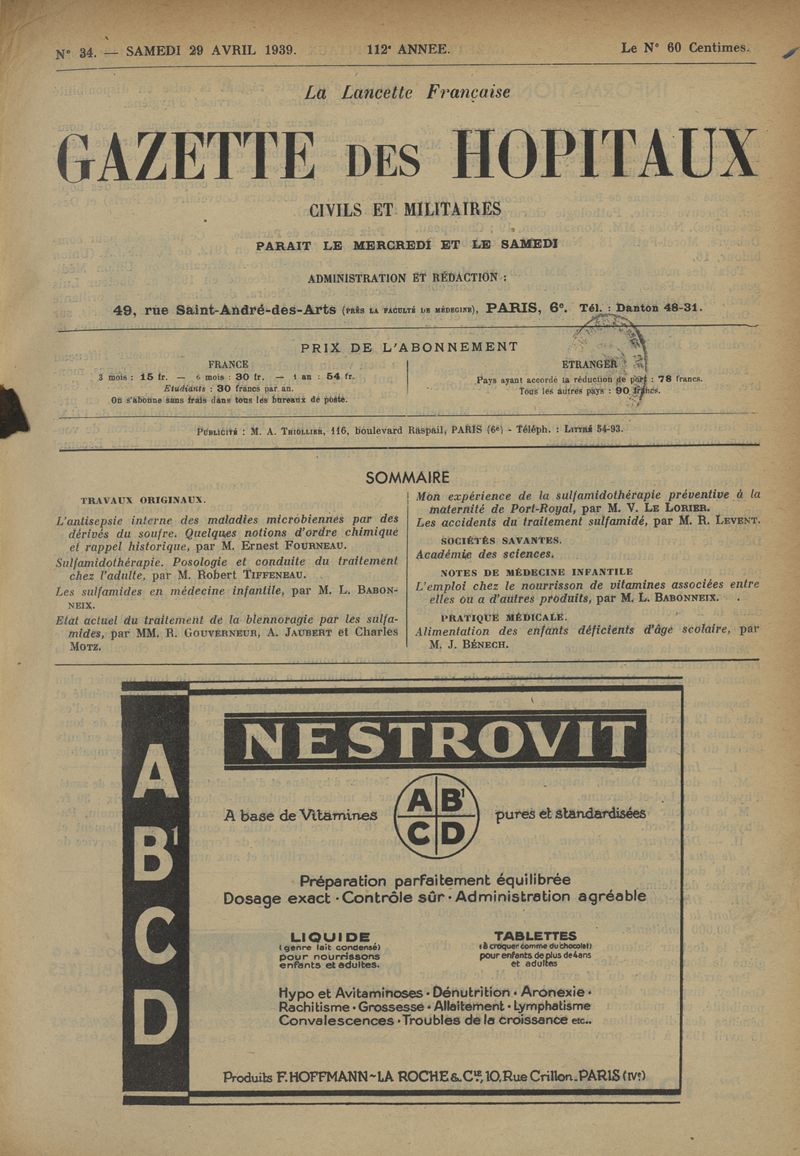 N° 34. — SAMEDI 29 AVRIL 1939. 112e ANNEE. Le N° 60 Centimes.
La Lancette Française
GAZETTE DES HOPITAUX
CIVILS ET MILITAIRES
PARAIT LE MERCREDI ET LE SAMEDI
ADMINISTRATION ET RÉDACTION :
49, rue Saint-André-des-Arts (PRÈS LA FACULTÉ DE MÉDECINE), PARIS, 6e. Tél. : Danton 48-31.
PRIX DE L'ABONNEMENT
FRANCE
3 mois : 15 fr. — 6 mois : 30 fr. — 1 an : 54 fr.
Etudiants : 30 francs par an.
On s'abonne sans frais dans tous les bureaux de poste.
ETRANGER :
Pays ayant accordé la réduction de port : 78 francs.
Tous les autres pays : 90 francs.
PUBLICITÉ : M. A. THIOLLIER, 116, boulevard Raspail, PARIS (6e) - Téléph. : LITTRÉ 54-93.
SOMMAIRE
TRAVAUX ORIGINAUX.
L'antisepsie interne des maladies microbiennes par des
dérivés du soufre. Quelques notions d'ordre chimique
et rappel historique, par M. Ernest FOURNEAU.
Sulfamidothérapie. Posologie et conduite du traitement
chez l'adulte, par M. Robert TIFFENEAU.
Les sulfamides en médecine infantile, par M. L. BABON-
NEIX.
Etat actuel du traitement de la blennoragie par les sulfa-
mides, par MM. R. GOUVERNEUR, A. JAUBERT et Charles
MOTZ.
Mon expérience de la sulfamidothérapie préventive à la
maternité de Port-Royal, par M. V. LE LORIER.
Les accidents du traitement sulfamidé, par M. R. LEVENT.
SOCIÉTÉS SAVANTES.
Académie des sciences.
NOTES DE MÉDECINE INFANTILE
L'emploi chez le nourrisson de vitamines associées entre
elles ou a d'autres produits, par M. L. BABONNEIX.
PRATIQUE MÉDICALE.
Alimentation des enfants déficients d'âge scolaire, par
M. J. BÉNECH.
A
B1
C
D
NESTROVIT
A base de Vitamines A B1 C D pures et standardisées
Préparation parfaitement équilibrée
Dosage exact · Contrôle sûr · Administration agréable
LIQUIDE
(genre lait condensé)
pour nourrissons
enfants et adultes.
TABLETTES
(à croquer comme du chocolat)
pour enfants de plus de 4 ans
et adultes
Hypo et Avitaminoses · Dénutrition · Aronexie ·
Rachitisme · Grossesse · Allaitement · Lymphatisme
Convalescences · Troubles de la croissance etc..
Produits F. HOFFMANN~LA ROCHE & Cie, 10, Rue Crillon_PARIS (IVe)